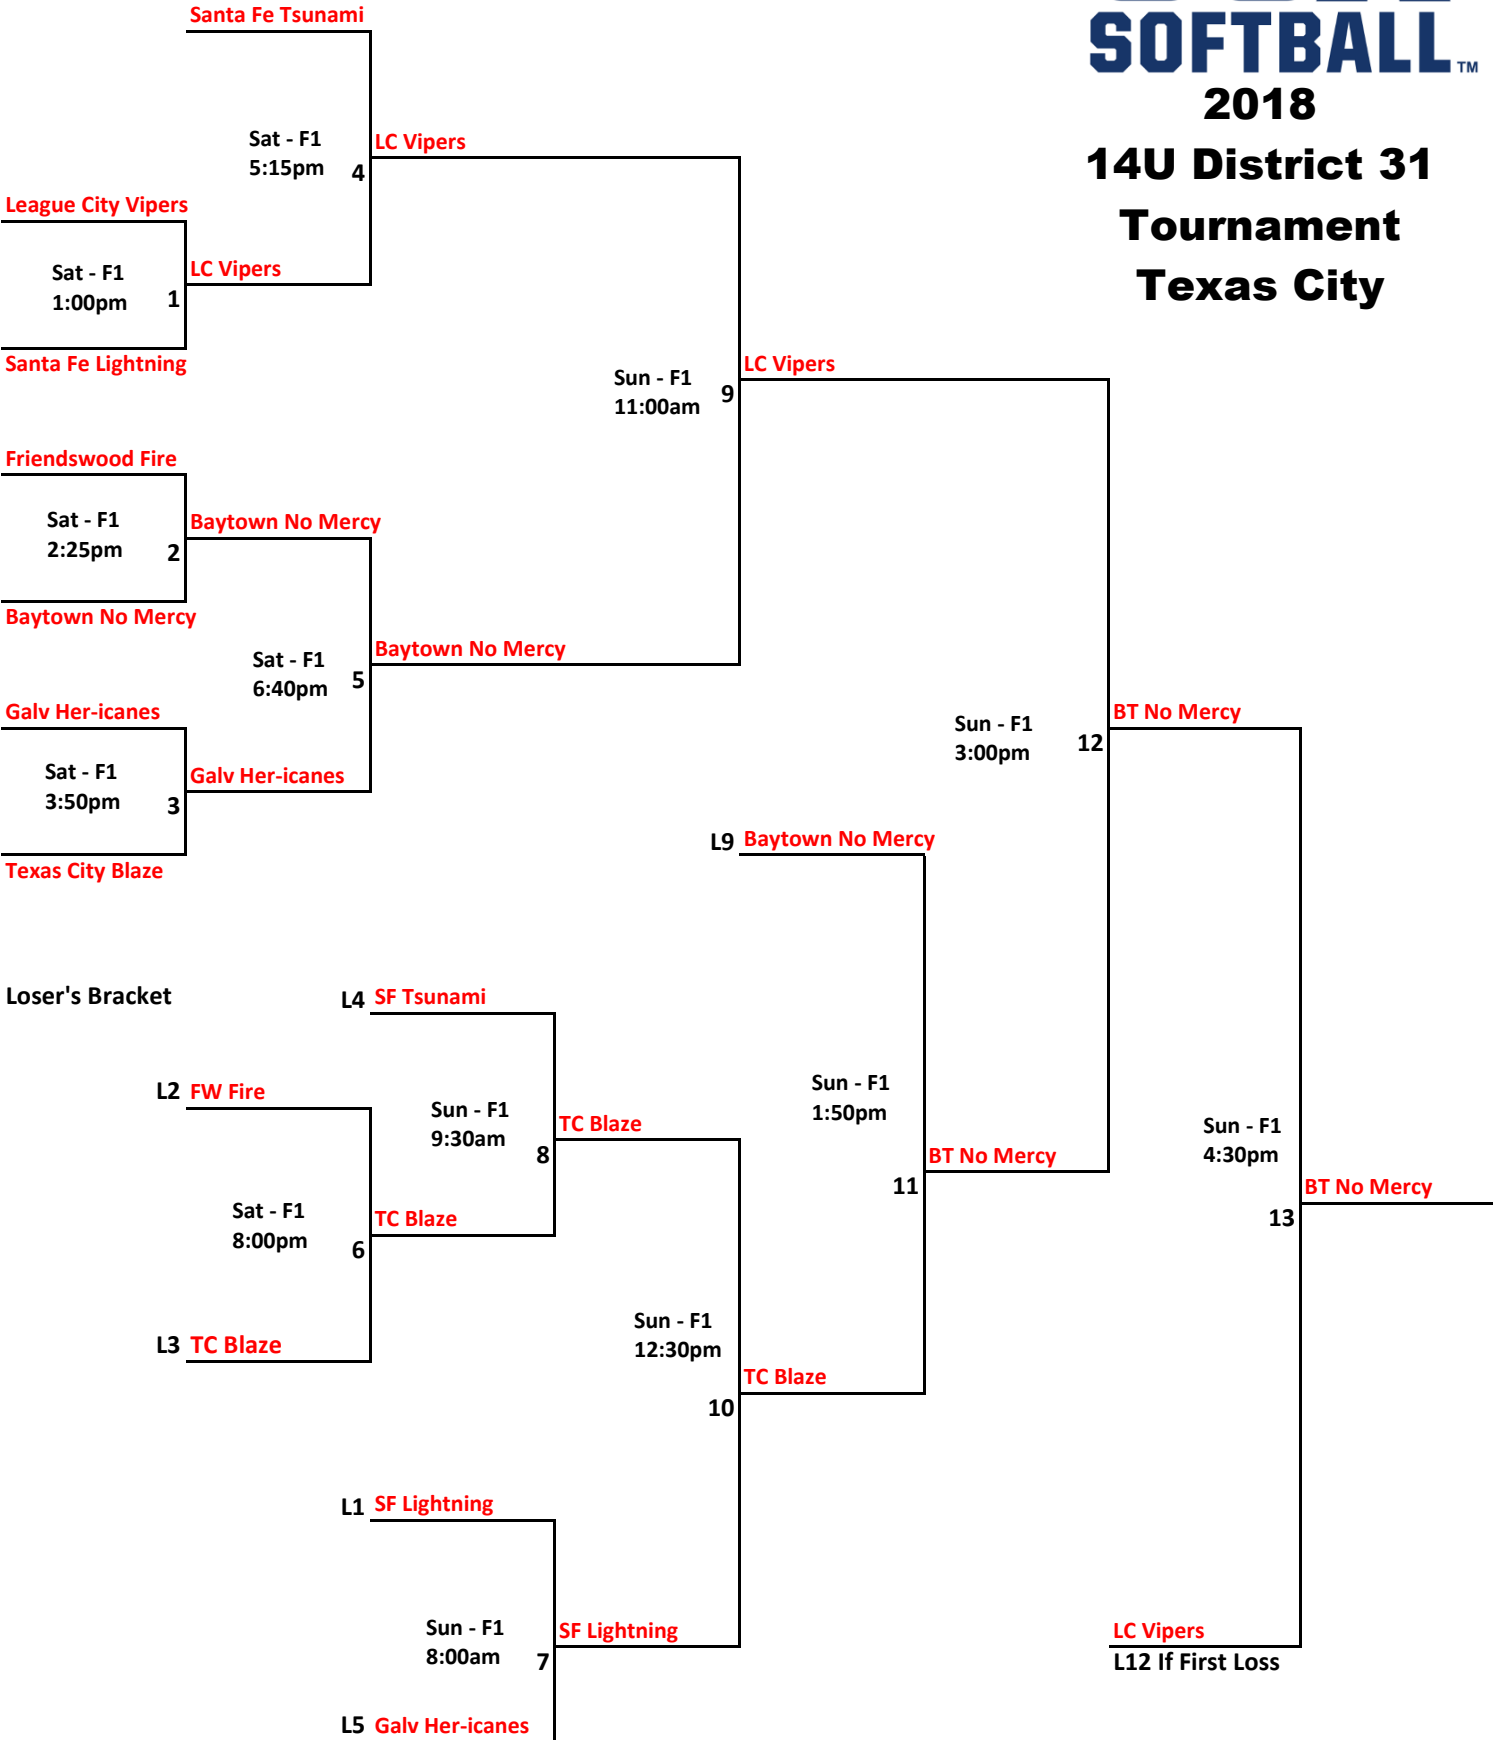 Santa Fe Tsunami
SOFTBALL™
2018
14U District 31
Tournament
Texas City
Sat - F1
5:15pm
4
LC Vipers
League City Vipers
Sat - F1
1:00pm
1
LC Vipers
Santa Fe Lightning
Sun - F1
11:00am
9
LC Vipers
Friendswood Fire
Sat - F1
2:25pm
2
Baytown No Mercy
Baytown No Mercy
Sat - F1
6:40pm
5
Baytown No Mercy
Galv Her-icanes
Sat - F1
3:50pm
3
Galv Her-icanes
Texas City Blaze
Sun - F1
3:00pm
12
BT No Mercy
L9 Baytown No Mercy
Loser's Bracket
L4 SF Tsunami
L2 FW Fire
Sun - F1
9:30am
8
TC Blaze
Sun - F1
1:50pm
11
BT No Mercy
Sun - F1
4:30pm
13
BT No Mercy
Sat - F1
8:00pm
6
TC Blaze
L3 TC Blaze
Sun - F1
12:30pm
10
TC Blaze
L1 SF Lightning
Sun - F1
8:00am
7
SF Lightning
LC Vipers
L12 If First Loss
L5 Galv Her-icanes